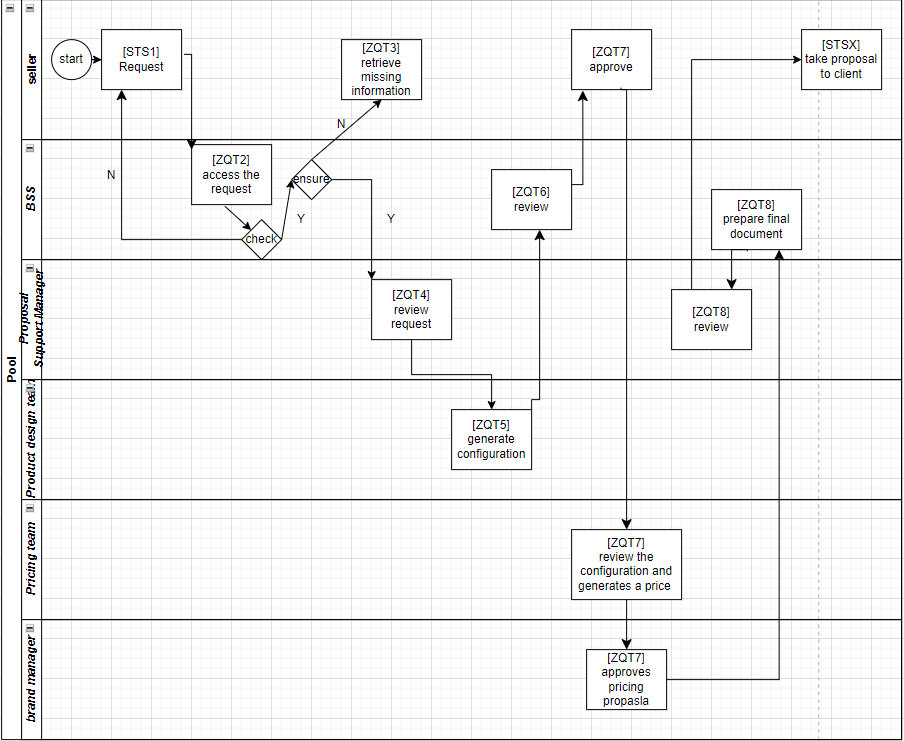 Pool
seller
start
[STS1]
Request
[ZQT3]
retrieve
missing
information
[ZQT7]
approve
[STSX]
take proposal
to client
N
BSS
N
[ZQT2]
access the
request
check
Y
ensure
Y
[ZQT6]
review
[ZQT8]
prepare final
document
Proposal
Support Manager
[ZQT4]
review
request
[ZQT8]
review
Product design team
[ZQT5]
generate
configuration
Pricing team
[ZQT7]
review the
configuration and
generates a price
brand manager
[ZQT7]
approves
pricing
propasla